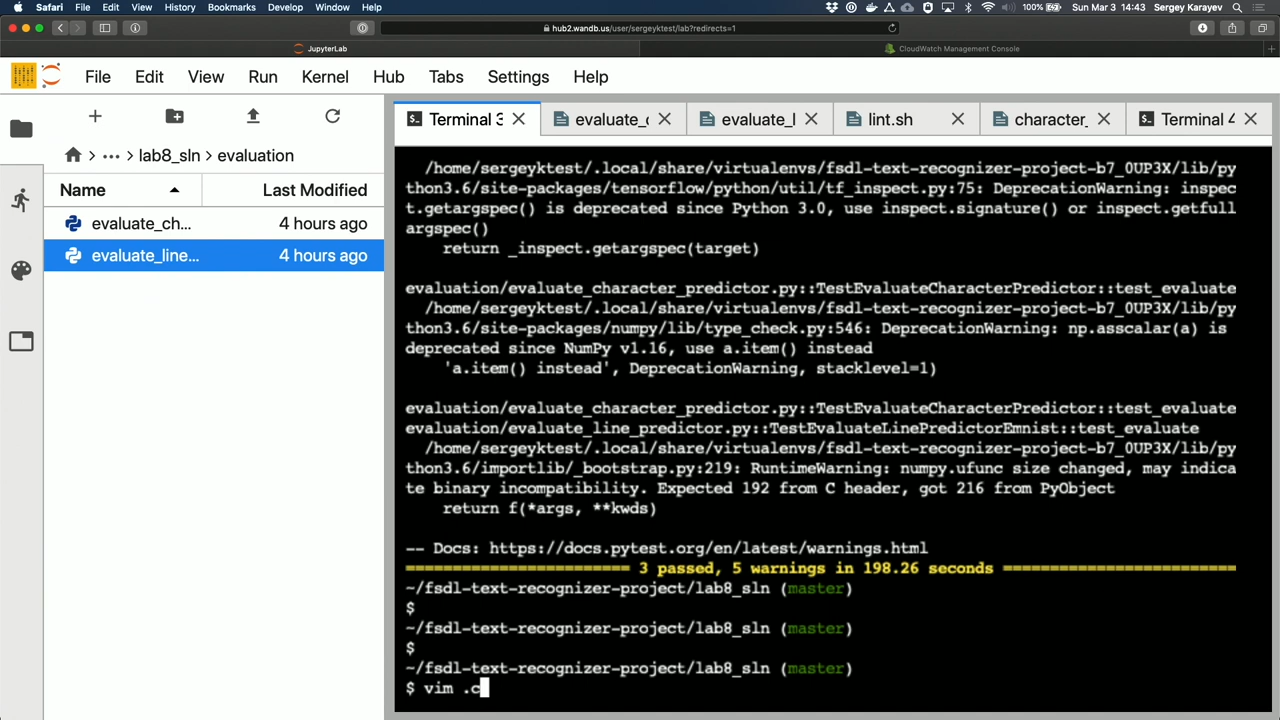 Safari File Edit View History Bookmarks Develop Window Help 100% Sun Mar 3 14:43 Sergey Karayev
hub2.wandb.us/user/sergeyktest/lab?redirects=1
JupyterLab CloudWatch Management Console
File Edit View Run Kernel Hub Tabs Settings Help
Terminal 3 evaluate_c evaluate_l lint.sh character_ Terminal 4
... > lab8_sln > evaluation
Name Last Modified
evaluate_ch... 4 hours ago
evaluate_line... 4 hours ago
/home/sergeyktest/.local/share/virtualenvs/fsdl-text-recognizer-project-b7_0UP3X/lib/py
thon3.6/site-packages/tensorflow/python/util/tf_inspect.py:75: DeprecationWarning: inspec
t.getargspec() is deprecated since Python 3.0, use inspect.signature() or inspect.getfull
argspec()
return _inspect.getargspec(target)
evaluation/evaluate_character_predictor.py::TestEvaluateCharacterPredictor::test_evaluate
/home/sergeyktest/.local/share/virtualenvs/fsdl-text-recognizer-project-b7_0UP3X/lib/py
thon3.6/site-packages/numpy/lib/type_check.py:546: DeprecationWarning: np.asscalar(a) is
deprecated since NumPy v1.16, use a.item() instead
'a.item() instead', DeprecationWarning, stacklevel=1)
evaluation/evaluate_character_predictor.py::TestEvaluateCharacterPredictor::test_evaluate
evaluation/evaluate_line_predictor.py::TestEvaluateLinePredictorEmnist::test_evaluate
/home/sergeyktest/.local/share/virtualenvs/fsdl-text-recognizer-project-b7_0UP3X/lib/py
thon3.6/importlib/_bootstrap.py:219: RuntimeWarning: numpy.ufunc size changed, may indica
te binary incompatibility. Expected 192 from C header, got 216 from PyObject
return f(*args, **kwds)
-- Docs: https://docs.pytest.org/en/latest/warnings.html
======================== 3 passed, 5 warnings in 198.26 seconds =========================
~/fsdl-text-recognizer-project/lab8_sln (master)
$
~/fsdl-text-recognizer-project/lab8_sln (master)
$
~/fsdl-text-recognizer-project/lab8_sln (master)
$ vim .c